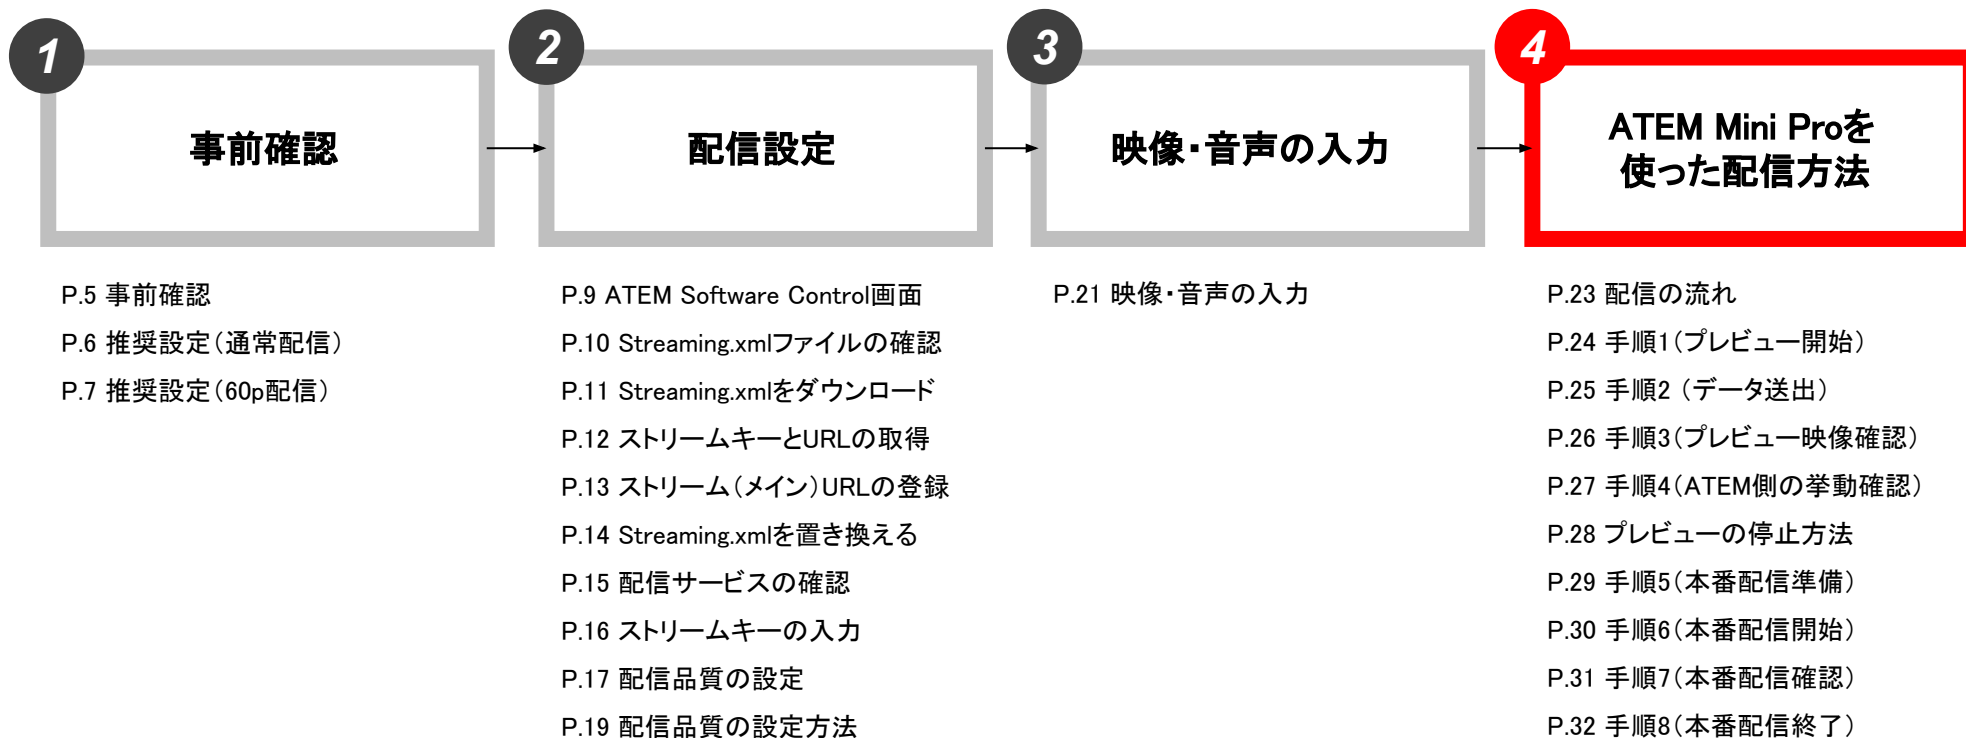 1
事前確認
P.5 事前確認
P.6 推奨設定（通常配信）
P.7 推奨設定（60p配信）
2
配信設定
P.9 ATEM Software Control画面
P.10 Streaming.xmlファイルの確認
P.11 Streaming.xmlをダウンロード
P.12 ストリームキーとURLの取得
P.13 ストリーム（メイン）URLの登録
P.14 Streaming.xmlを置き換える
P.15 配信サービスの確認
P.16 ストリームキーの入力
P.17 配信品質の設定
P.19 配信品質の設定方法
3
映像・音声の入力
P.21 映像・音声の入力
4
ATEM Mini Proを
使った配信方法
P.23 配信の流れ
P.24 手順1（プレビュー開始）
P.25 手順2 （データ送出）
P.26 手順3（プレビュー映像確認）
P.27 手順4（ATEM側の挙動確認）
P.28 プレビューの停止方法
P.29 手順5（本番配信準備）
P.30 手順6（本番配信開始）
P.31 手順7（本番配信確認）
P.32 手順8（本番配信終了）